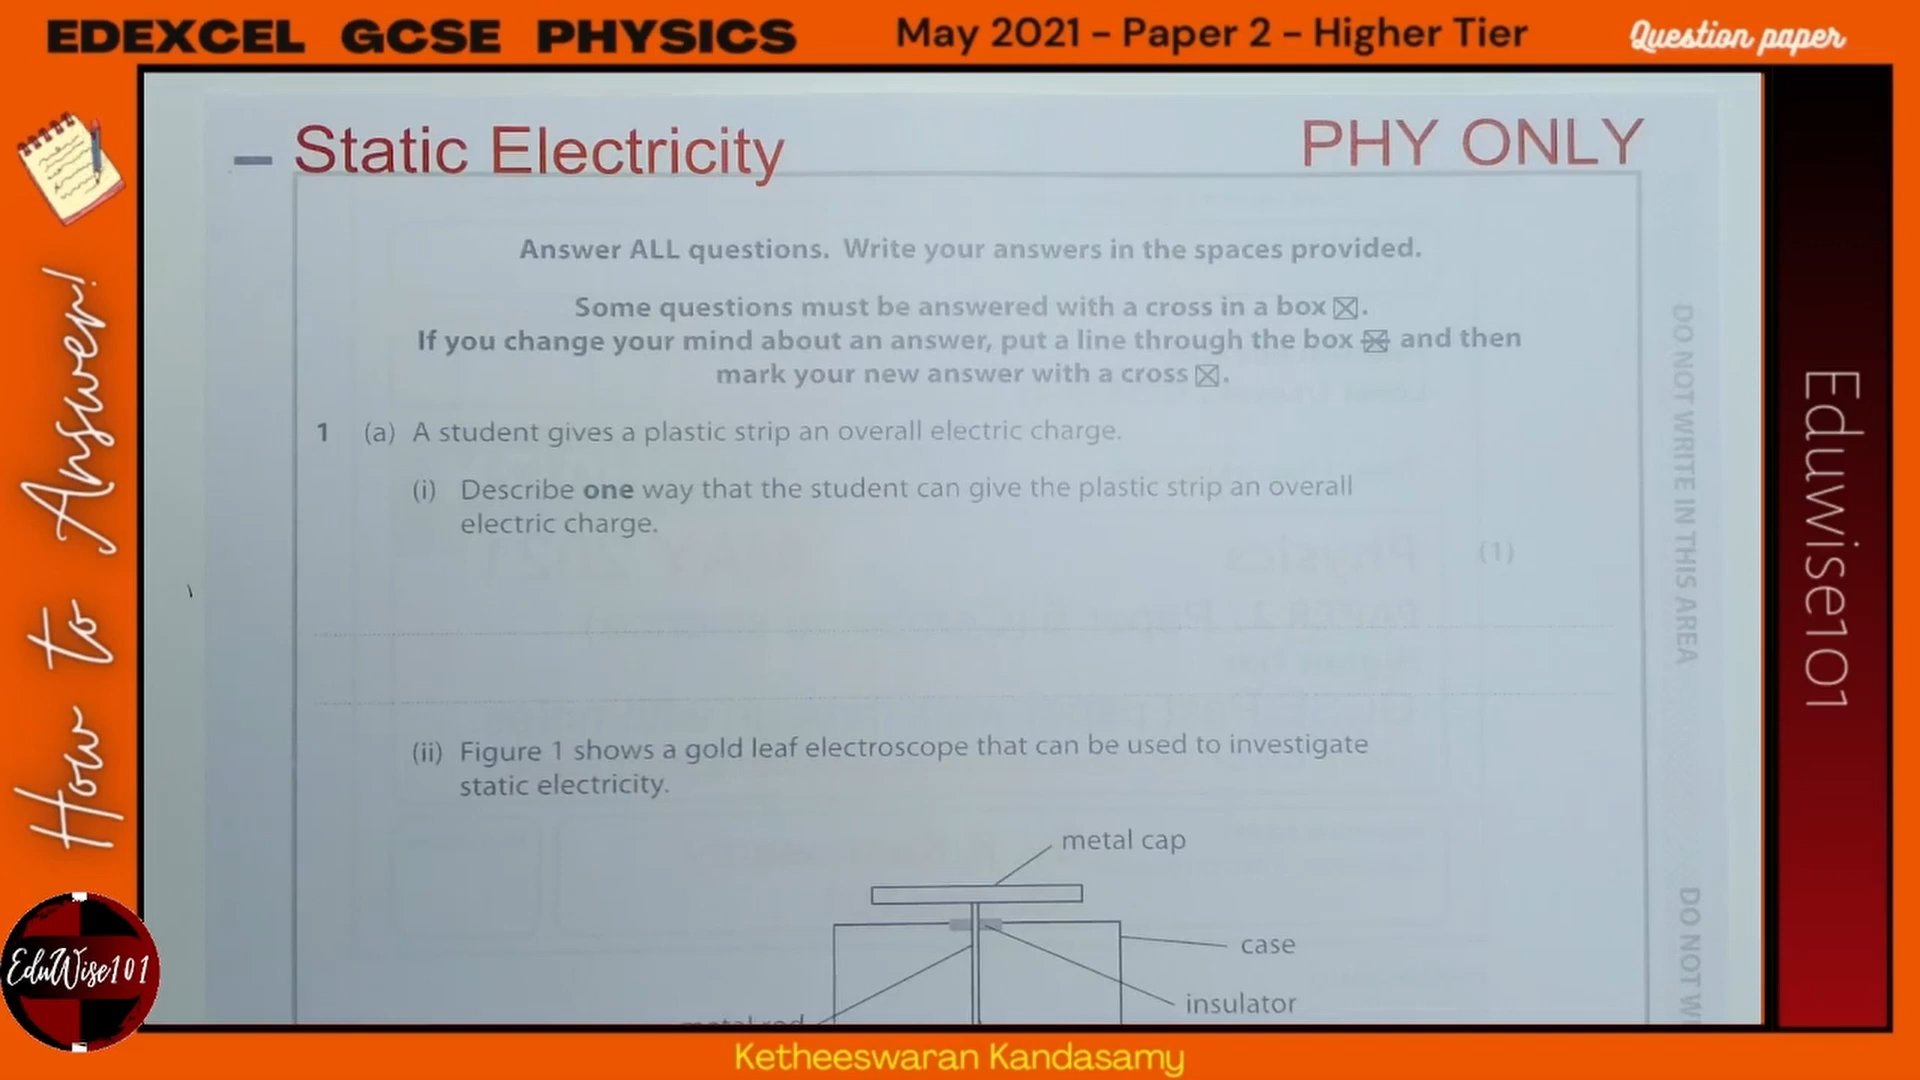 EDEXCEL GCSE PHYSICS
May 2021 - Paper 2 - Higher Tier
Question paper
Static Electricity
PHY ONLY
Answer ALL questions. Write your answers in the spaces provided.
Some questions must be answered with a cross in a box ☒.
If you change your mind about an answer, put a line through the box ☒ and then
mark your new answer with a cross ☒.
1 (a) A student gives a plastic strip an overall electric charge.
(i) Describe one way that the student can give the plastic strip an overall
electric charge.
(1)
(ii) Figure 1 shows a gold leaf electroscope that can be used to investigate
static electricity.
metal cap
case
insulator
DO NOT WRITE IN THIS AREA
DO NOT
How to Answer!
Eduwise101
EduWise101
Ketheeswaran Kandasamy